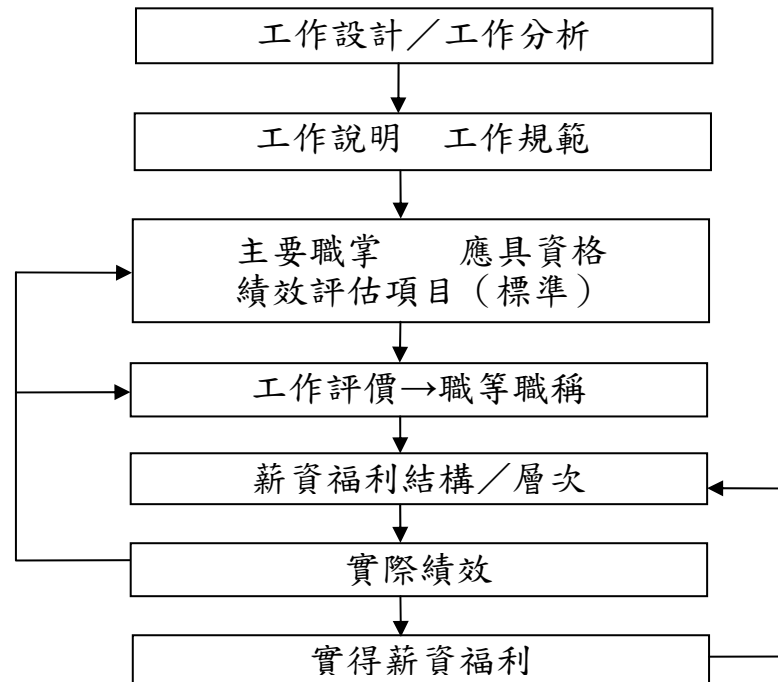 工作設計／工作分析
工作說明　工作規範
主要職掌　　應具資格
績效評估項目（標準）
工作評價→職等職稱
薪資福利結構／層次
實際績效
實得薪資福利